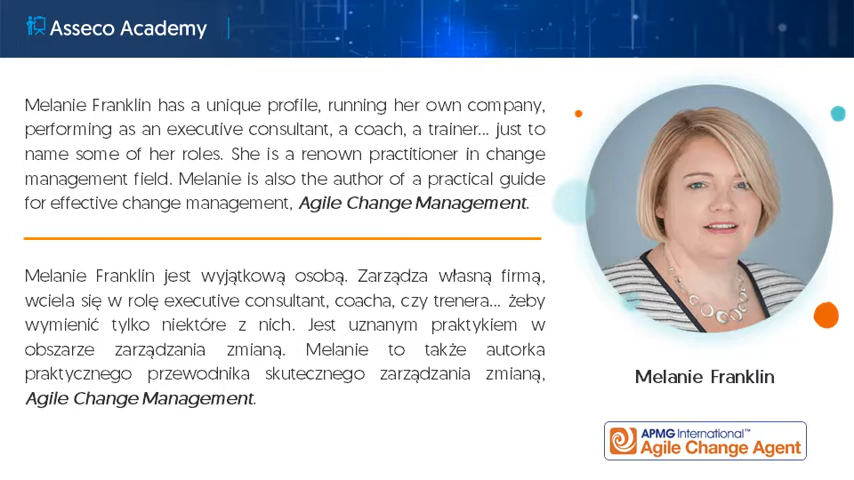 Asseco Academy
Melanie Franklin has a unique profile, running her own company,
performing as an executive consultant, a coach, a trainer... just to
name some of her roles. She is a renown practitioner in change
management field. Melanie is also the author of a practical guide
for effective change management, Agile Change Management.
Melanie Franklin jest wyjątkową osobą. Zarządza własną firmą,
wciela się w rolę executive consultant, coacha, czy trenera... żeby
wymienić tylko niektóre z nich. Jest uznanym praktykiem w
obszarze zarządzania zmianą. Melanie to także autorka
praktycznego przewodnika skutecznego zarządzania zmianą,
Agile Change Management.
Melanie Franklin
APMG International™
Agile Change Agent